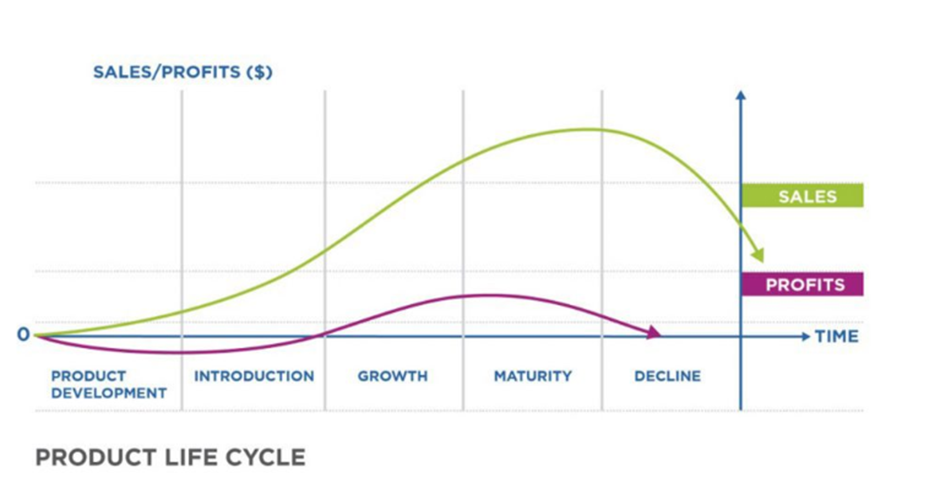 SALES/PROFITS ($)
SALES
PROFITS
0
TIME
PRODUCT
DEVELOPMENT
INTRODUCTION
GROWTH
MATURITY
DECLINE
PRODUCT LIFE CYCLE